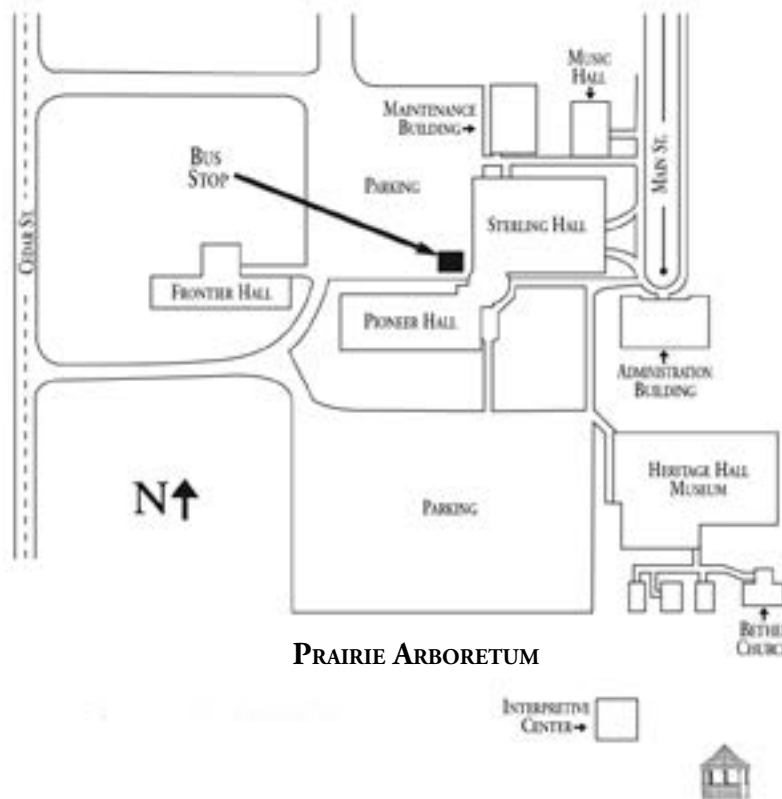 MUSIC
HALL
MAINTENANCE
BUILDING
BUS
STOP
PARKING
MAIN ST.
STERLING HALL
CEDAR ST.
FRONTIER HALL
PIONEER HALL
ADMINISTRATION
BUILDING
HERITAGE HALL
MUSEUM
N
PARKING
BETHEL
CHURCH
PRAIRIE ARBORETUM
INTERPRETIVE
CENTER